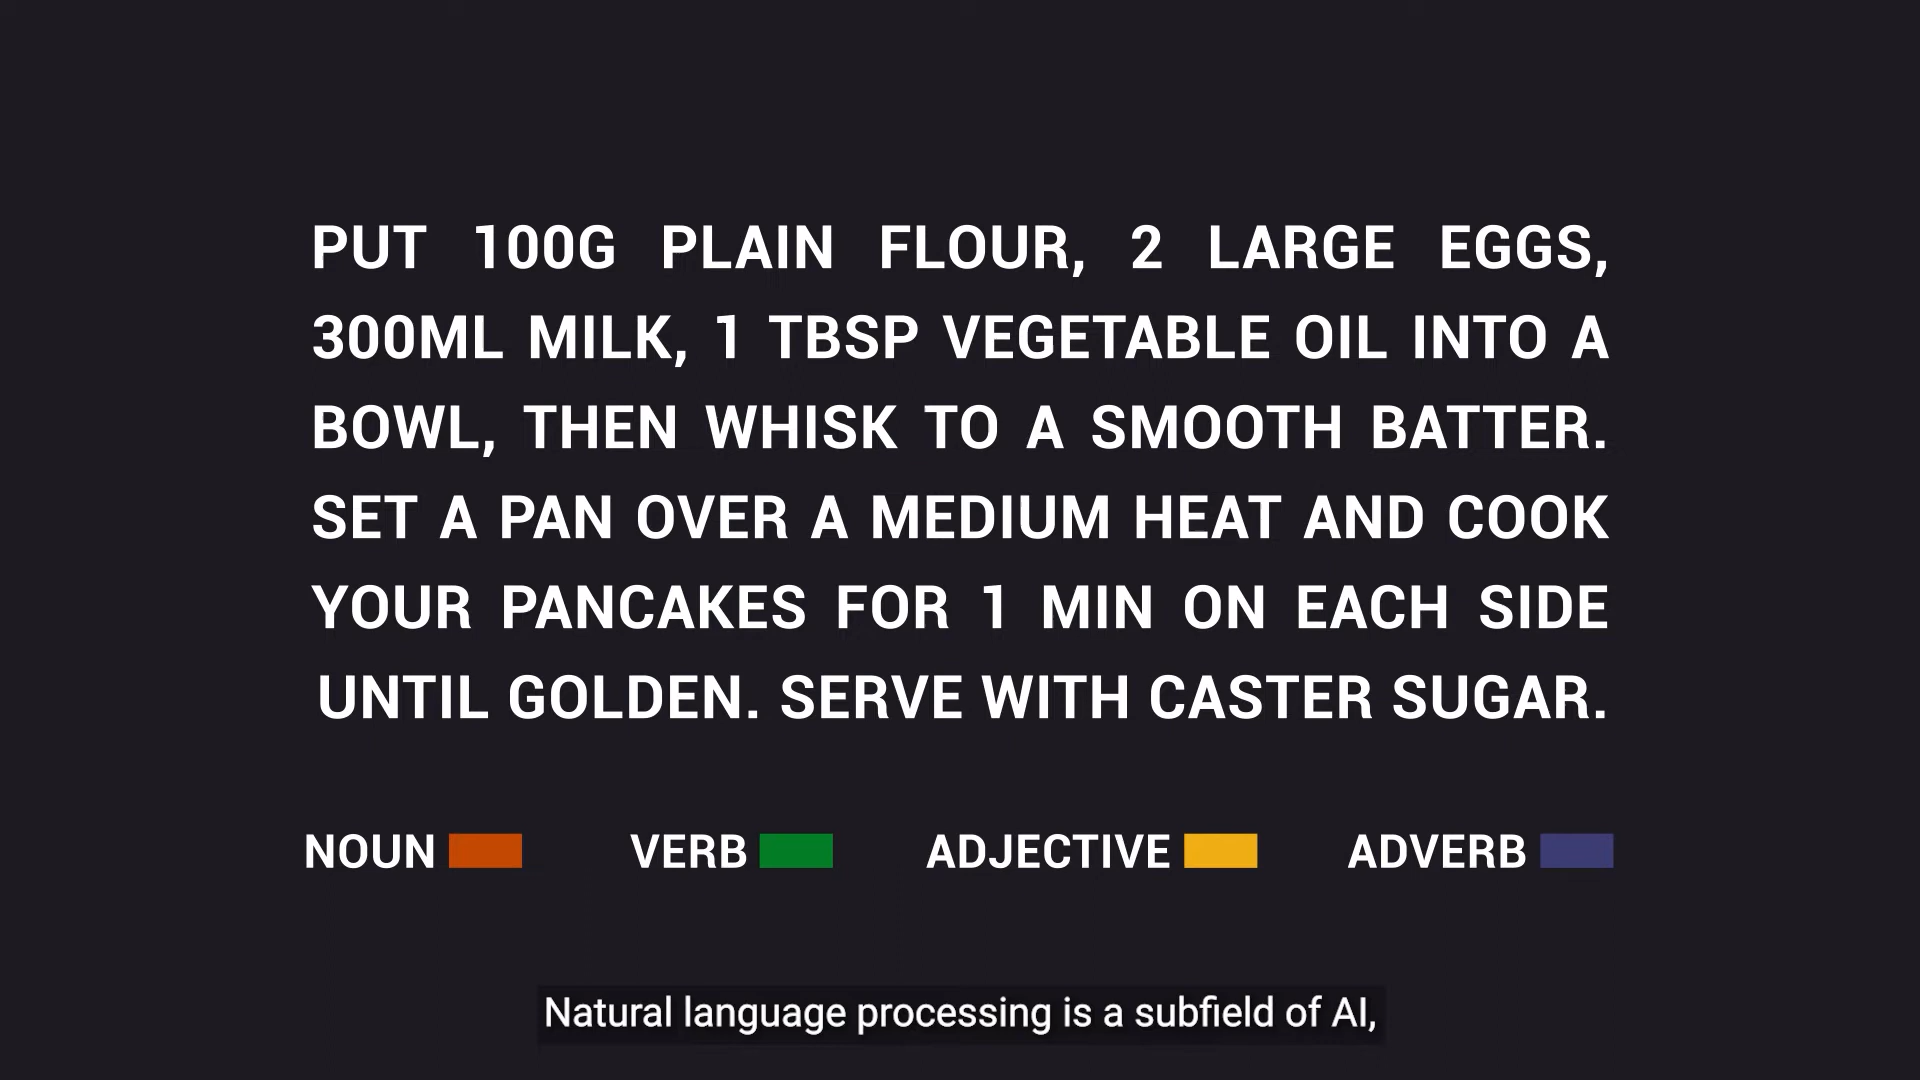 PUT 100G PLAIN FLOUR, 2 LARGE EGGS,
300ML MILK, 1 TBSP VEGETABLE OIL INTO A
BOWL, THEN WHISK TO A SMOOTH BATTER.
SET A PAN OVER A MEDIUM HEAT AND COOK
YOUR PANCAKES FOR 1 MIN ON EACH SIDE
UNTIL GOLDEN. SERVE WITH CASTER SUGAR.
NOUN VERB ADJECTIVE ADVERB
Natural language processing is a subfield of AI,